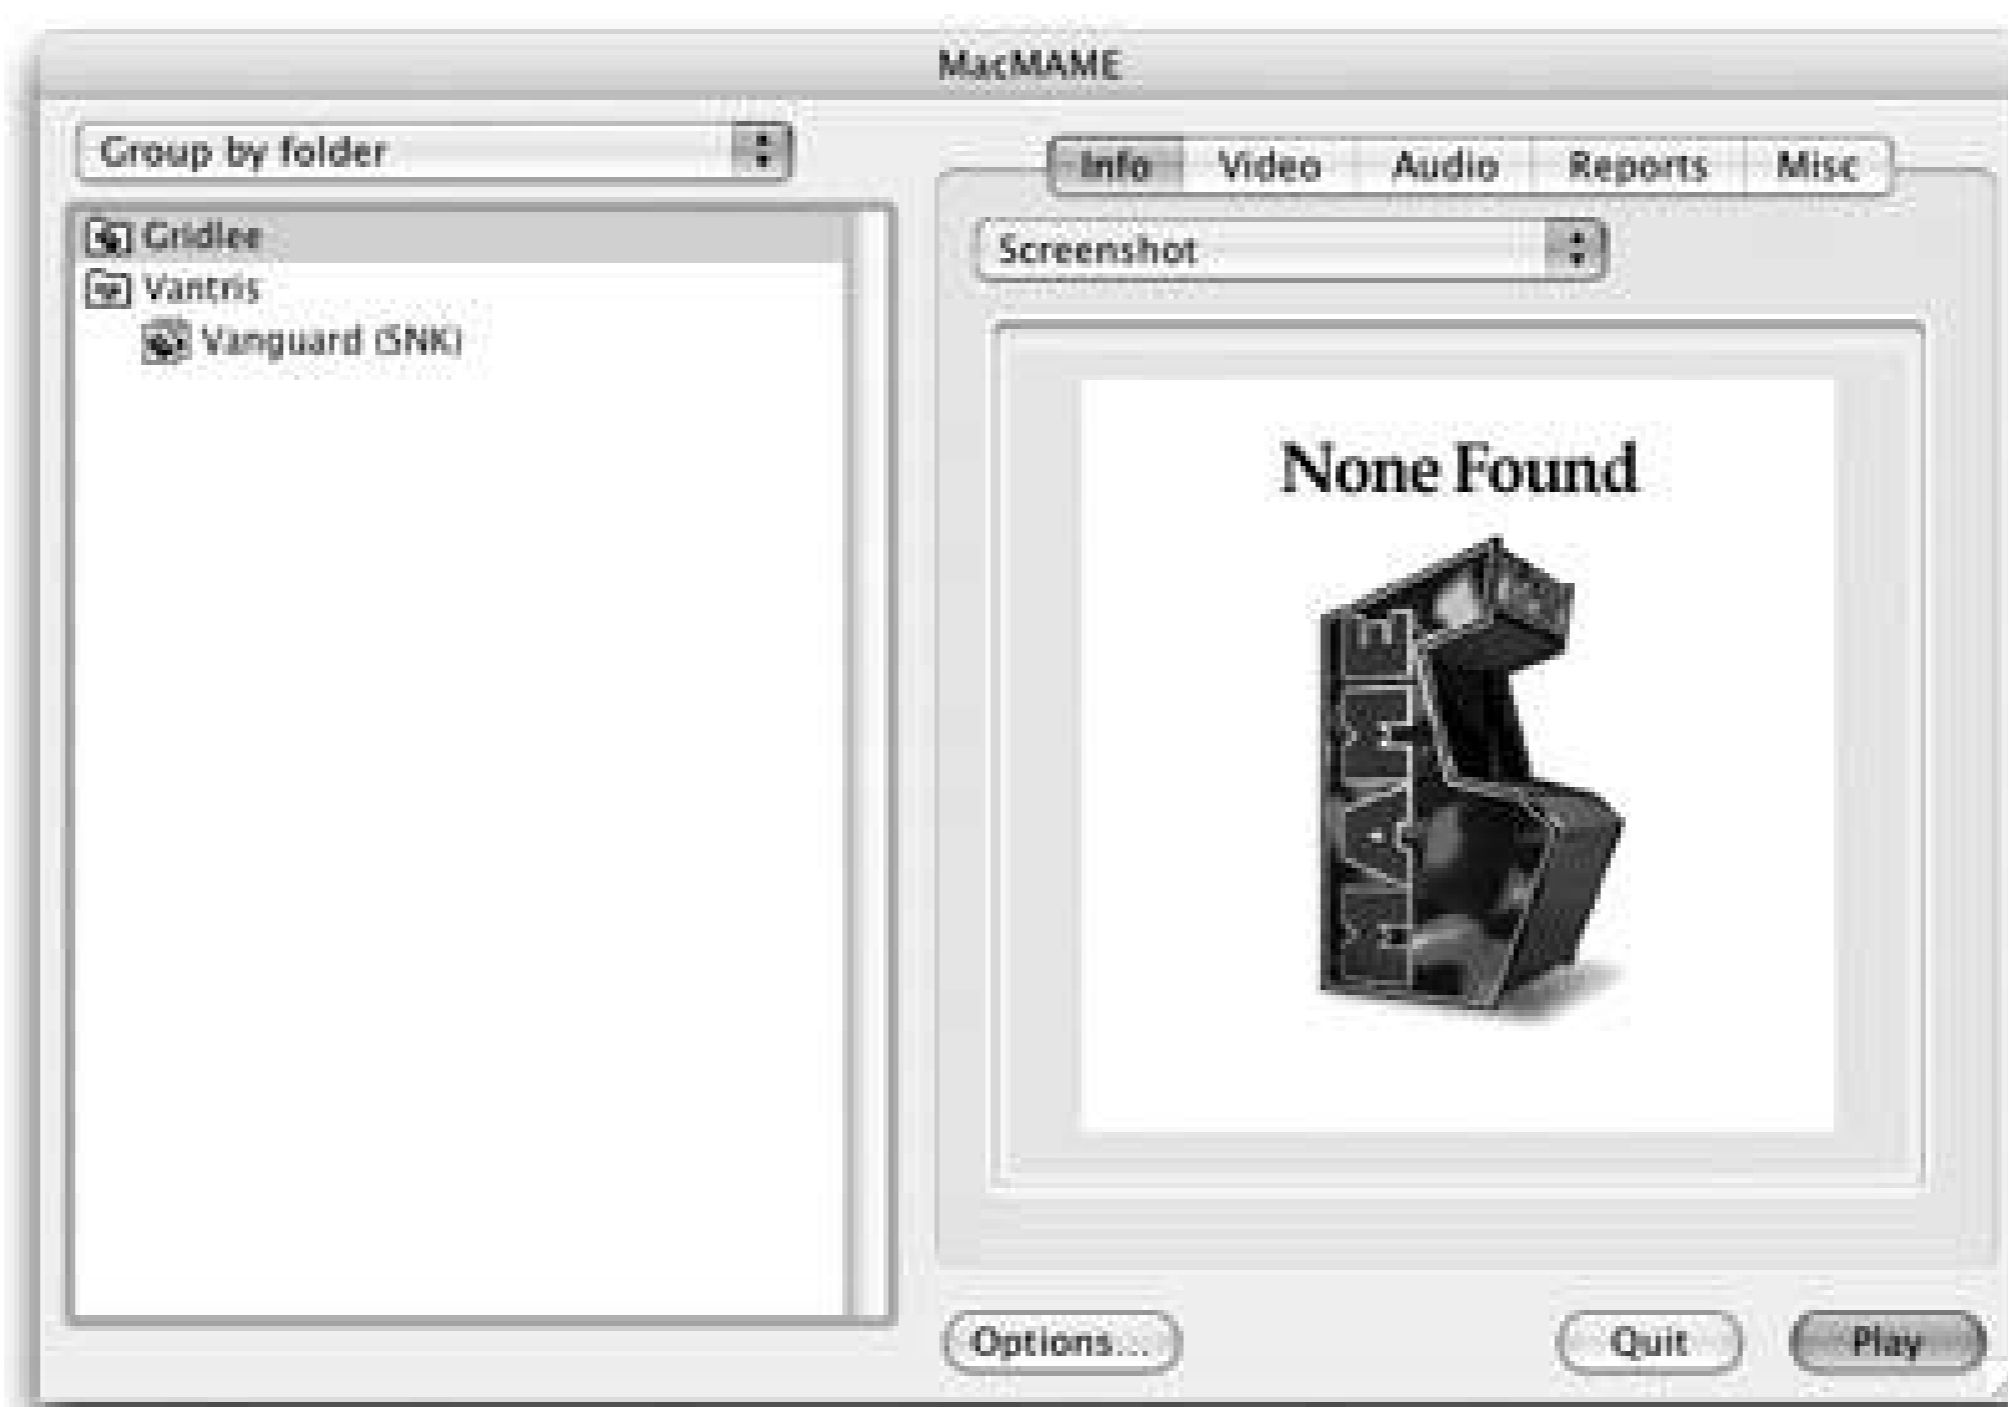 MacMAME
Group by folder
Gridlee
Vantris
Vanguard (SNK)
Info Video Audio Reports Misc
Screenshot
None Found
MAME
Options... Quit Play